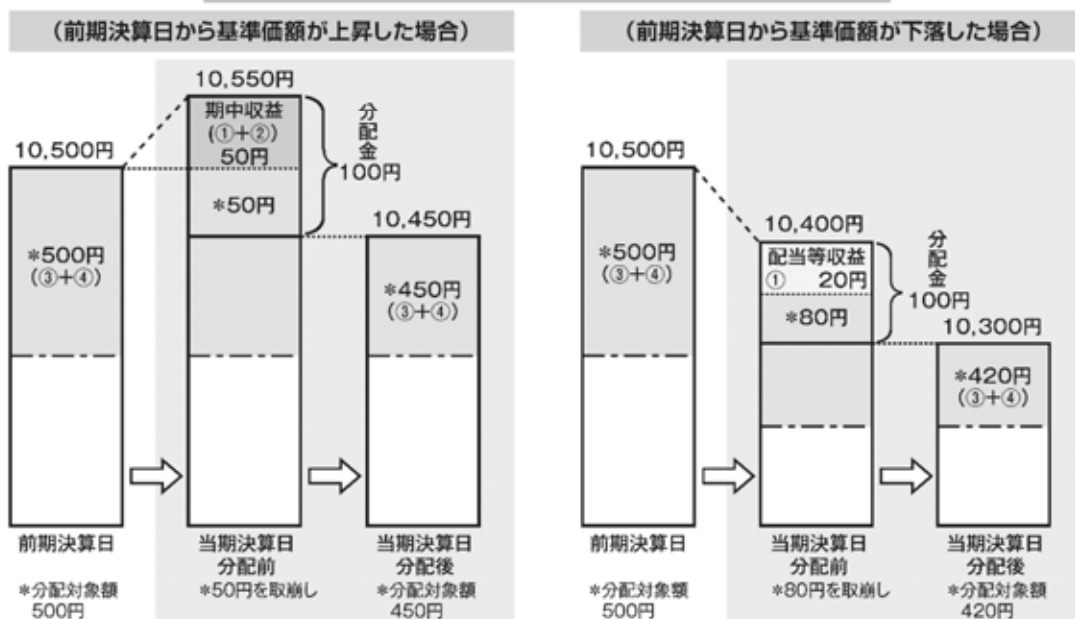 (前期決算日から基準価額が上昇した場合)
10,550円
期中収益
(①+②)
50円
*50円
分配金
100円
10,500円
*500円
(③+④)
10,450円
*450円
(③+④)
前期決算日
*分配対象額
500円
当期決算日
分配前
*50円を取崩し
当期決算日
分配後
*分配対象額
450円
(前期決算日から基準価額が下落した場合)
10,500円
*500円
(③+④)
10,400円
配当等収益
① 20円
*80円
分配金
100円
10,300円
*420円
(③+④)
前期決算日
*分配対象額
500円
当期決算日
分配前
*80円を取崩し
当期決算日
分配後
*分配対象額
420円